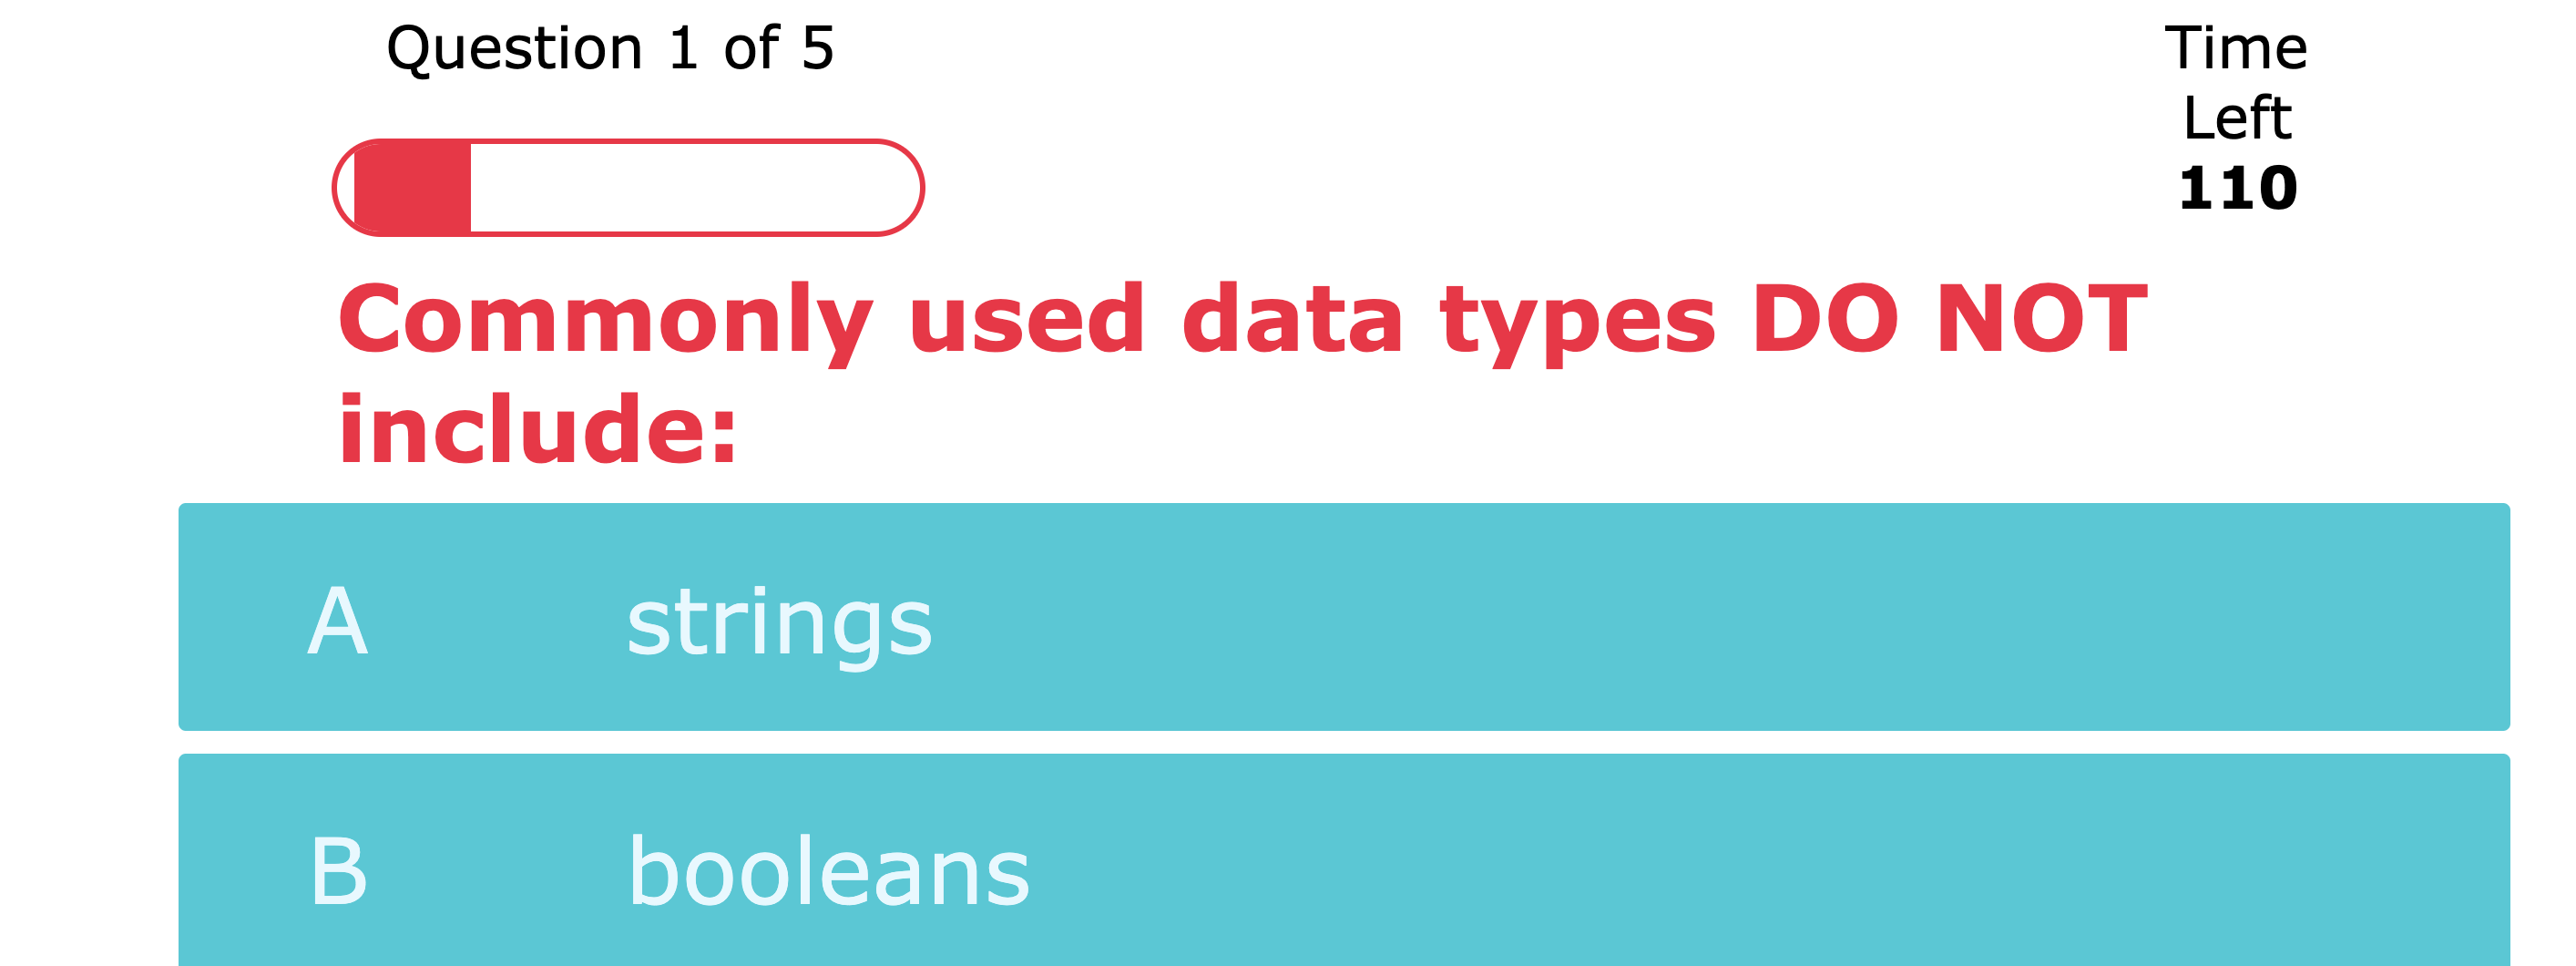 Question 1 of 5
Time
Left
110
Commonly used data types DO NOT
include:
A strings
B booleans